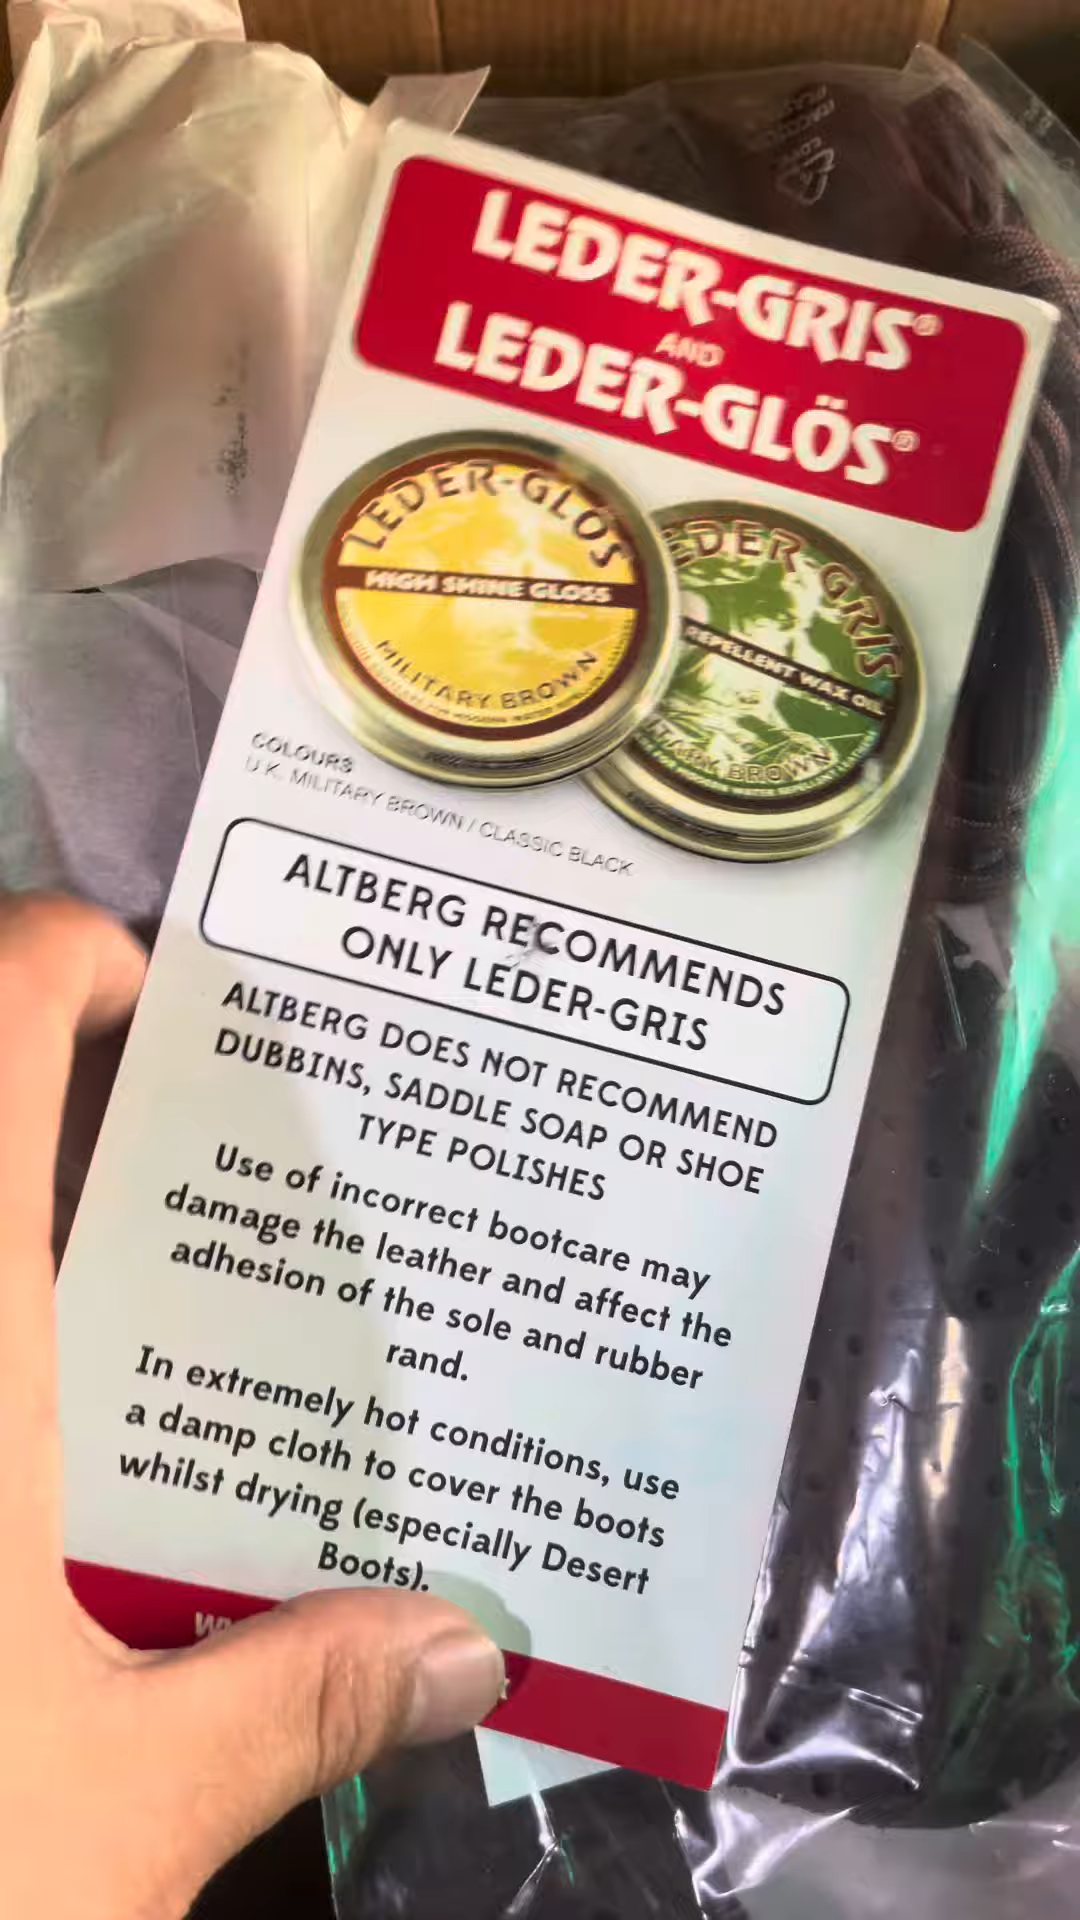 LEDER-GRIS®
AND
LEDER-GLÖS®
LEDER-GLÖS
HIGH SHINE GLOSS
MILITARY BROWN
LEDER-GRIS
REPELLENT WAX OIL
BROWN
COLOURS
U.K. MILITARY BROWN / CLASSIC BLACK
ALTBERG RECOMMENDS
ONLY LEDER-GRIS
ALTBERG DOES NOT RECOMMEND
DUBBINS, SADDLE SOAP OR SHOE
TYPE POLISHES
Use of incorrect bootcare may
damage the leather and affect the
adhesion of the sole and rubber
rand.
In extremely hot conditions, use
a damp cloth to cover the boots
whilst drying (especially Desert
Boots).